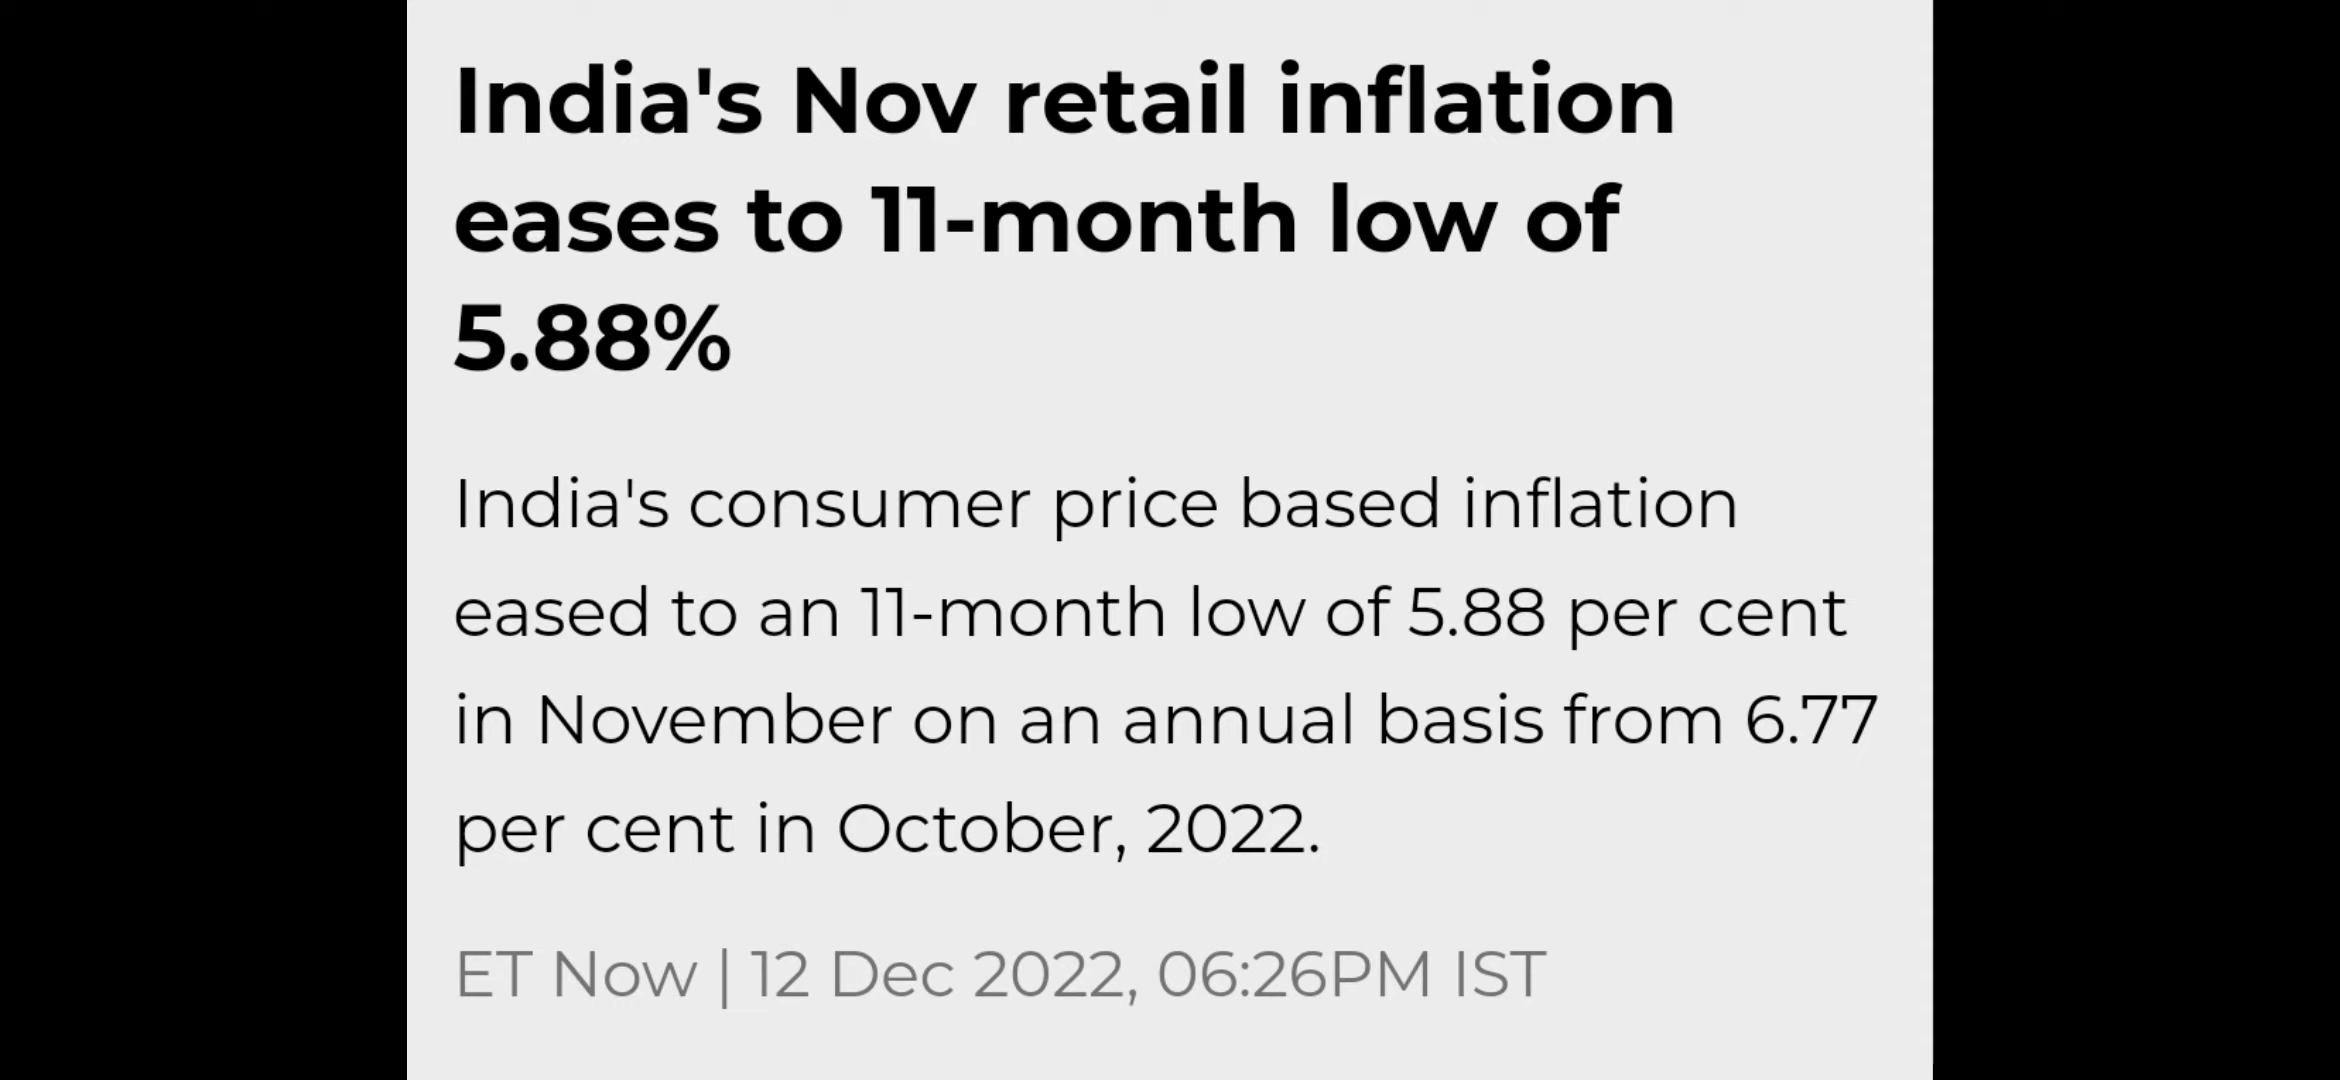 India's Nov retail inflation
eases to 11-month low of
5.88%
India's consumer price based inflation
eased to an 11-month low of 5.88 per cent
in November on an annual basis from 6.77
per cent in October, 2022.
ET Now | 12 Dec 2022, 06:26PM IST